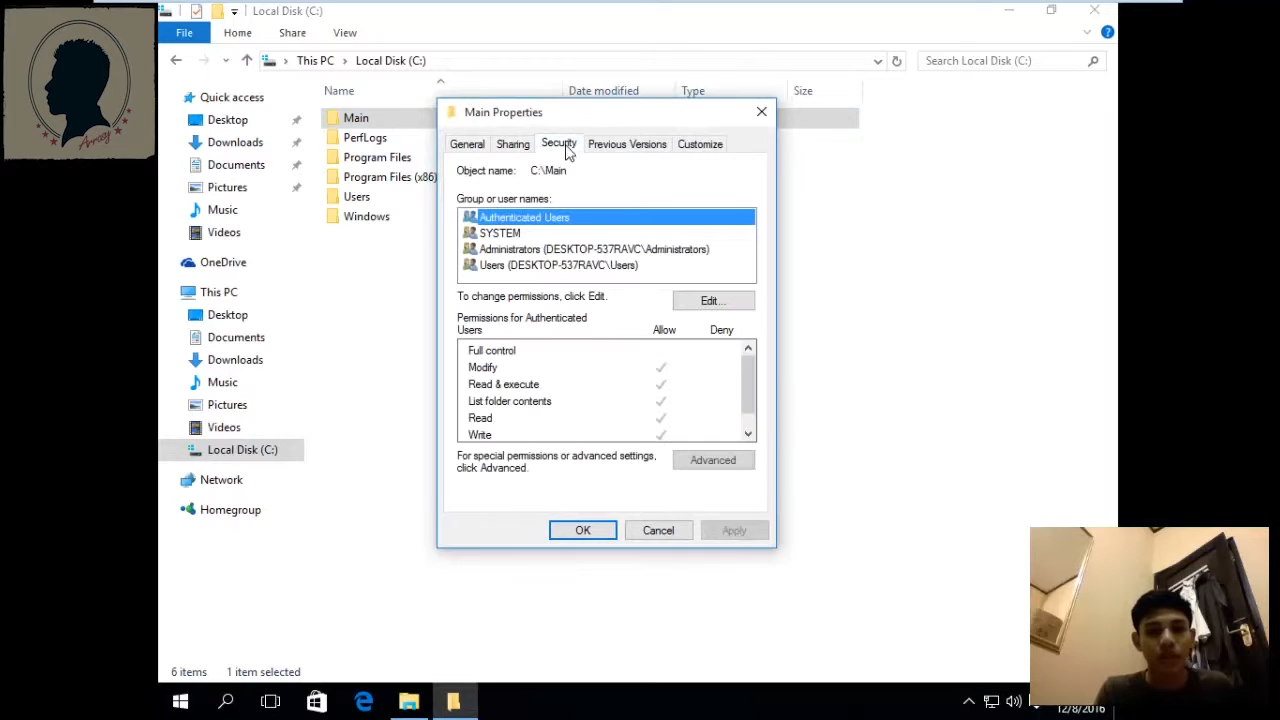 Local Disk (C:)
File Home Share View
This PC Local Disk (C:)
Search Local Disk (C:)
Name Date modified Type Size
Quick access
Desktop
Downloads
Documents
Pictures
Music
Videos
OneDrive
This PC
Desktop
Documents
Downloads
Music
Pictures
Videos
Local Disk (C:)
Network
Homegroup
Main
PerfLogs
Program Files
Program Files (x86)
Users
Windows
Main Properties
General Sharing Security Previous Versions Customize
Object name: C:\Main
Group or user names:
Authenticated Users
SYSTEM
Administrators (DESKTOP-537RAVC\Administrators)
Users (DESKTOP-537RAVC\Users)
To change permissions, click Edit.
Edit...
Permissions for Authenticated
Users Allow Deny
Full control
Modify
Read & execute
List folder contents
Read
Write
For special permissions or advanced settings,
click Advanced.
Advanced
OK Cancel Apply
6 items 1 item selected
12/8/2016